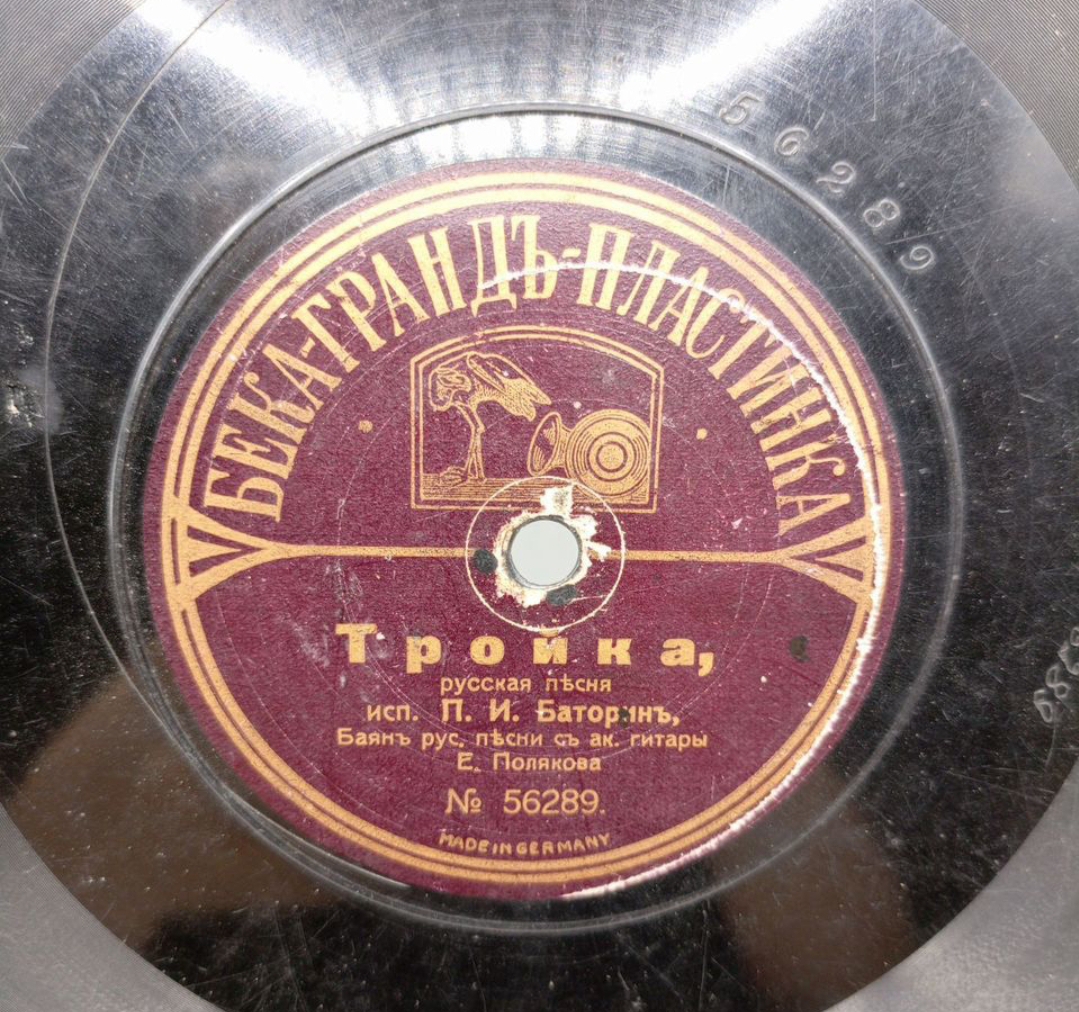 56289
БЕКА-ГРАНДЪ-ПЛАСТИНКА
Тройка,
русская пѣсня
исп. П. И. Баторинъ,
Баянъ рус. пѣсни съ ак. гитары
Е. Полякова
№ 56289.
MADE IN GERMANY